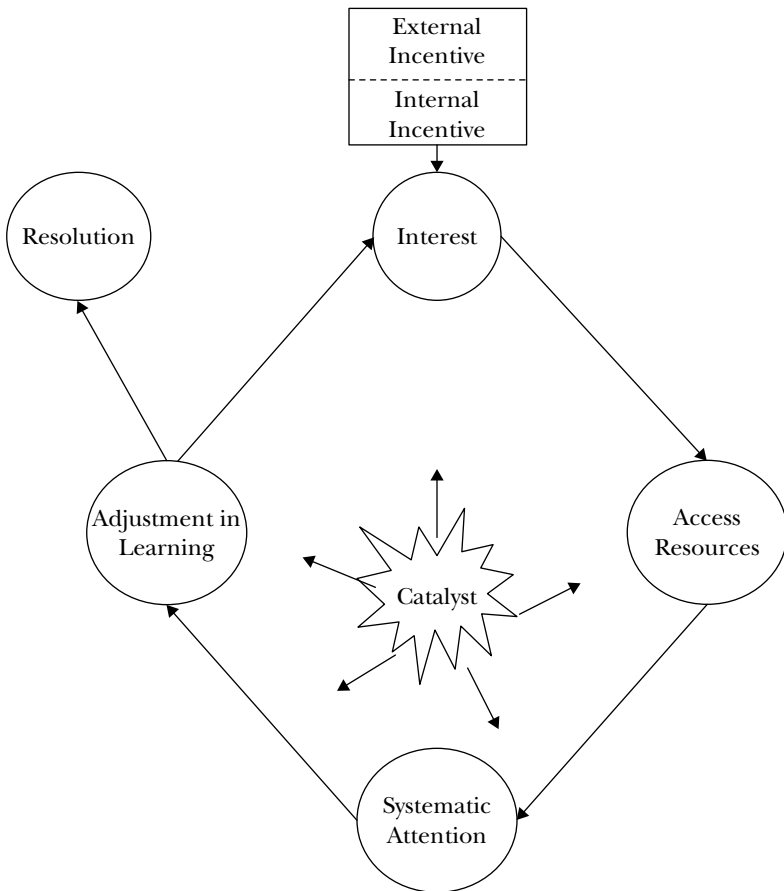 External
Incentive
Internal
Incentive
Resolution
Interest
Adjustment in
Learning
Access
Resources
Catalyst
Systematic
Attention